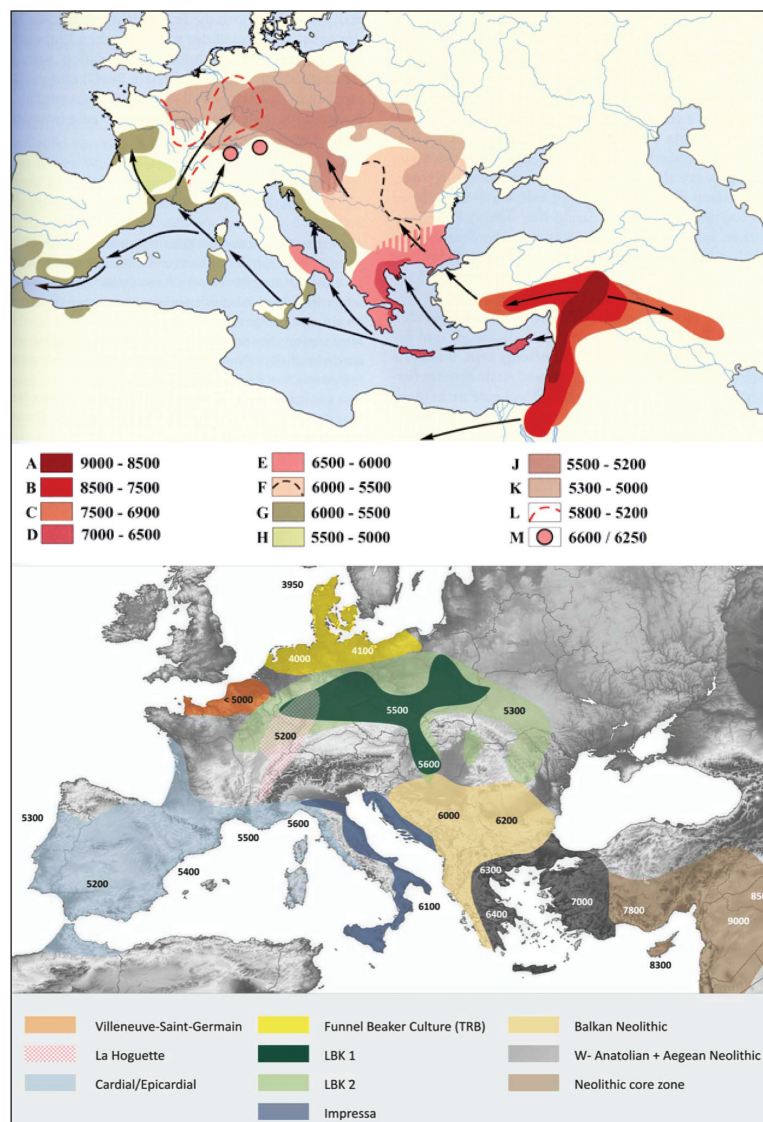 A 9000 - 8500
B 8500 - 7500
C 7500 - 6900
D 7000 - 6500
E 6500 - 6000
F 6000 - 5500
G 6000 - 5500
H 5500 - 5000
J 5500 - 5200
K 5300 - 5000
L 5800 - 5200
M 6600 / 6250
3950
4000
4100
< 5000
5500
5300
5200
5600
6000
6200
5300
5500
5600
5200
5400
6100
6300
6400
7000
7800
9000
8300
Villeneuve-Saint-Germain
La Hoguette
Cardial/Epicardial
Funnel Beaker Culture (TRB)
LBK 1
LBK 2
Impressa
Balkan Neolithic
W- Anatolian + Aegean Neolithic
Neolithic core zone